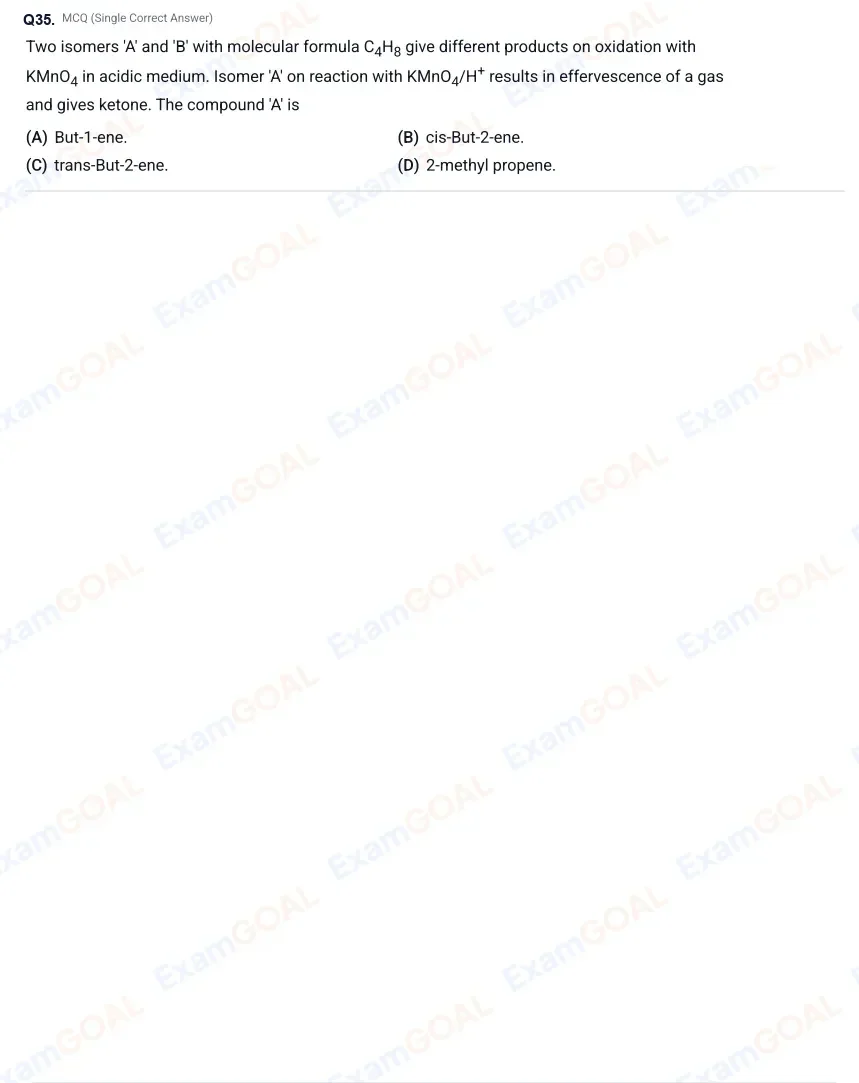 Q35. MCQ (Single Correct Answer)
Two isomers 'A' and 'B' with molecular formula C₄H₈ give different products on oxidation with
KMnO₄ in acidic medium. Isomer 'A' on reaction with KMnO₄/H⁺ results in effervescence of a gas
and gives ketone. The compound 'A' is
(A) But-1-ene. (B) cis-But-2-ene.
(C) trans-But-2-ene. (D) 2-methyl propene.
ExamGOAL